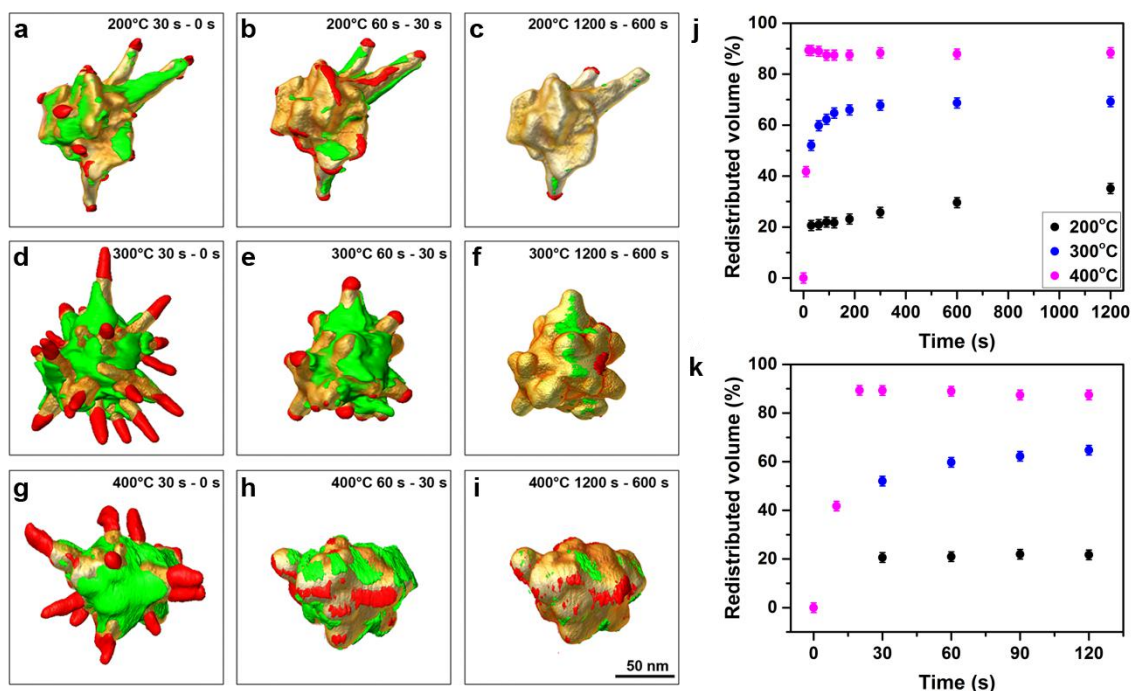 a
200°C 30 s - 0 s
b
200°C 60 s - 30 s
c
200°C 1200 s - 600 s
d
300°C 30 s - 0 s
e
300°C 60 s - 30 s
f
300°C 1200 s - 600 s
g
400°C 30 s - 0 s
h
400°C 60 s - 30 s
i
400°C 1200 s - 600 s
50 nm
j
Redistributed volume (%)
100
80
60
40
20
0
200°C
300°C
400°C
0 200 400 600 800 1000 1200
Time (s)
k
Redistributed volume (%)
100
80
60
40
20
0
0 30 60 90 120
Time (s)